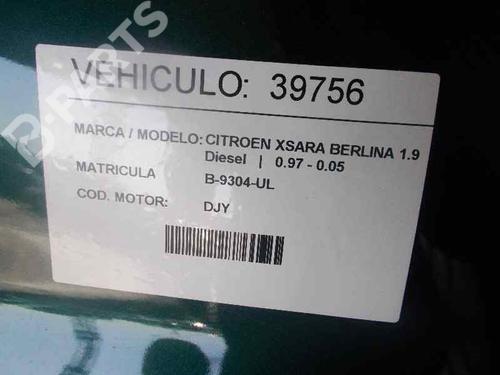 VEHICULO: 39756
MARCA / MODELO: CITROEN XSARA BERLINA 1.9
Diesel | 0.97 - 0.05
MATRICULA B-9304-UL
COD. MOTOR: DJY
B-PARTS